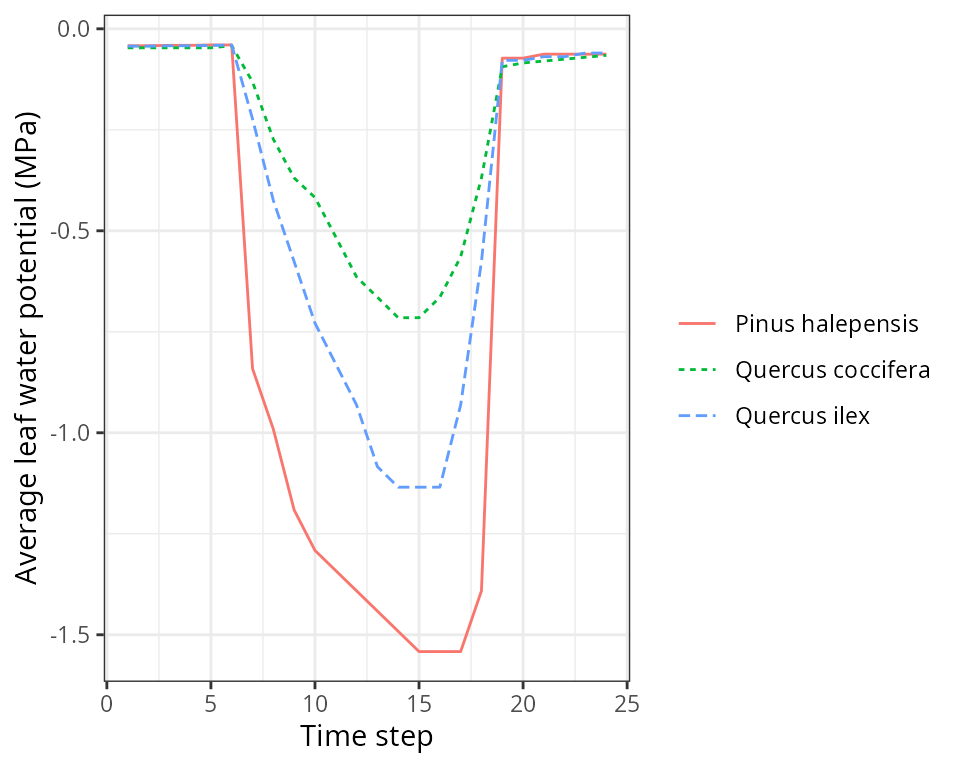 Average leaf water potential (MPa)
0.0
-0.5
-1.0
-1.5
0 5 10 15 20 25
Time step
Pinus halepensis
Quercus coccifera
Quercus ilex